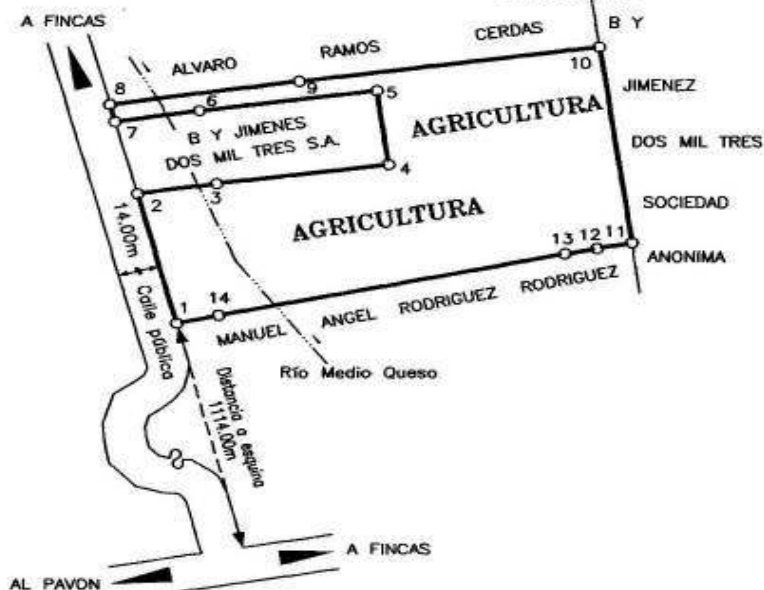 A FINCAS
B Y
ALVARO RAMOS CERDAS
10
8
9
JIMENEZ
7
6
5
B Y JIMENES
AGRICULTURA
DOS MIL TRES S.A.
DOS MIL TRES
4
2
3
AGRICULTURA
SOCIEDAD
14.00m
Calle pública
13 12 11
ANONIMA
1
14
MANUEL ANGEL RODRIGUEZ RODRIGUEZ
Río Medio Queso
Distancia a esquina
1114.00m
A FINCAS
AL PAVON